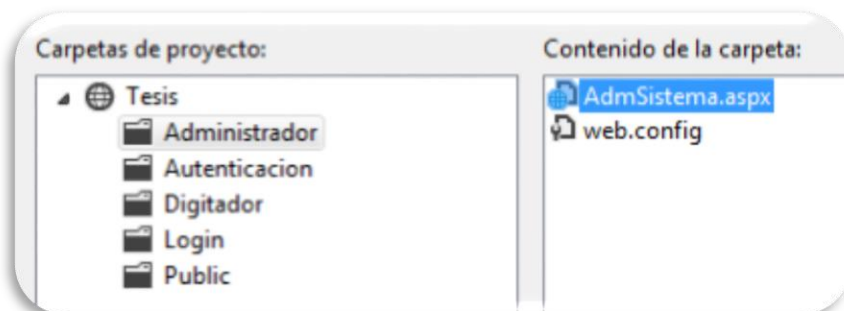 Carpetas de proyecto:
Tesis
Administrador
Autenticacion
Digitador
Login
Public
Contenido de la carpeta:
AdmSistema.aspx
web.config